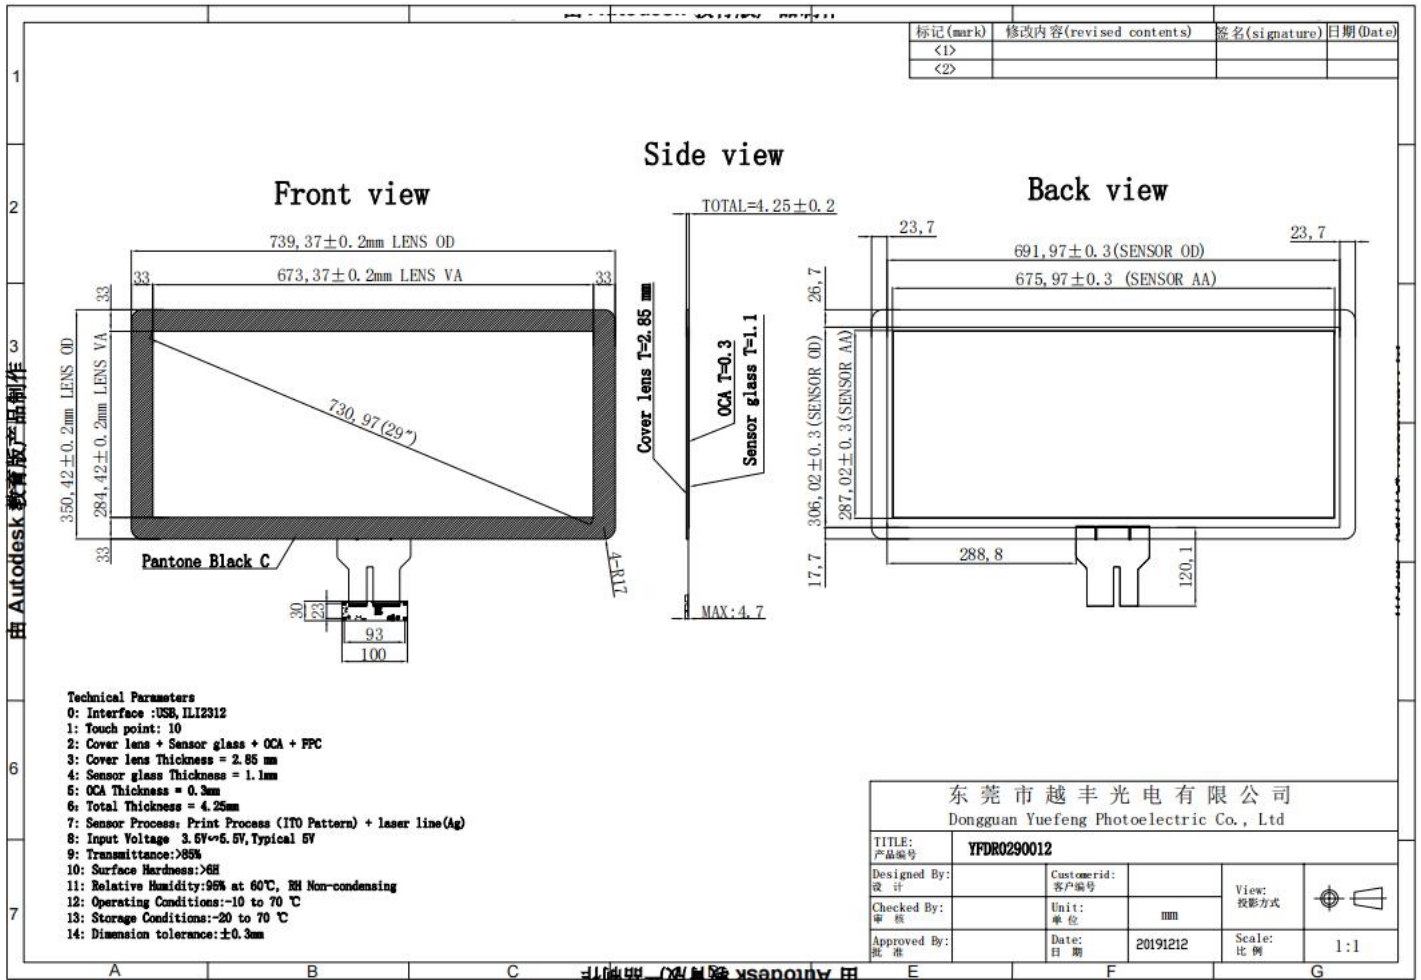 标记(mark) 修改内容(revised contents) 签名(signature) 日期(Date)
<1>
<2>
1
2
3
6
7
由 Autodesk 教育版产品制作
Front view
739,37±0.2mm LENS OD
673,37±0.2mm LENS VA
33
33
33
350,42±0.2mm LENS OD
284,42±0.2mm LENS VA
33
730,97(29")
Pantone Black C
4-R17
30
23
93
100
Side view
TOTAL=4.25±0.2
Cover lens T=2.85 mm
OCA T=0.3
Sensor glass T=1.1
MAX:4.7
Back view
23,7
23,7
691,97±0.3(SENSOR OD)
675,97±0.3 (SENSOR AA)
26,7
306,02±0.3(SENSOR OD)
287,02±0.3(SENSOR AA)
17,7
288,8
120,1
Technical Parameters
0: Interface :USB,ILI2312
1: Touch point: 10
2: Cover lens + Sensor glass + OCA + FPC
3: Cover lens Thickness = 2.85 mm
4: Sensor glass Thickness = 1.1mm
5: OCA Thickness = 0.3mm
6: Total Thickness = 4.25mm
7: Sensor Process: Print Process (ITO Pattern) + laser line(Ag)
8: Input Voltage 3.5V~5.5V,Typical 5V
9: Transmittance:>85%
10: Surface Hardness:>6H
11: Relative Humidity:95% at 60℃, RH Non-condensing
12: Operating Conditions:-10 to 70 ℃
13: Storage Conditions:-20 to 70 ℃
14: Dimension tolerance:±0.3mm
东莞市越丰光电有限公司
Dongguan Yuefeng Photoelectric Co., Ltd
TITLE:
产品编号
YFDR0290012
Designed By:
设 计
Customerid:
客户编号
View:
投影方式
Checked By:
审 核
Unit:
单 位
mm
Approved By:
批 准
Date:
日 期
20191212
Scale:
比 例
1:1
A B C E F G
由 Autodesk 教育版产品制作